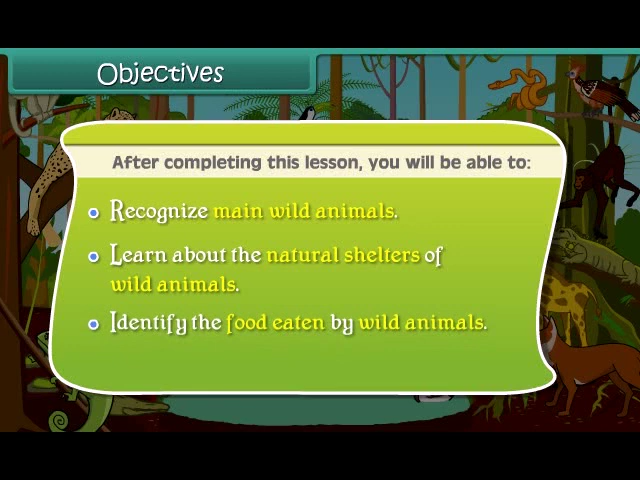 Objectives
After completing this lesson, you will be able to:
Recognize main wild animals.
Learn about the natural shelters of
wild animals.
Identify the food eaten by wild animals.